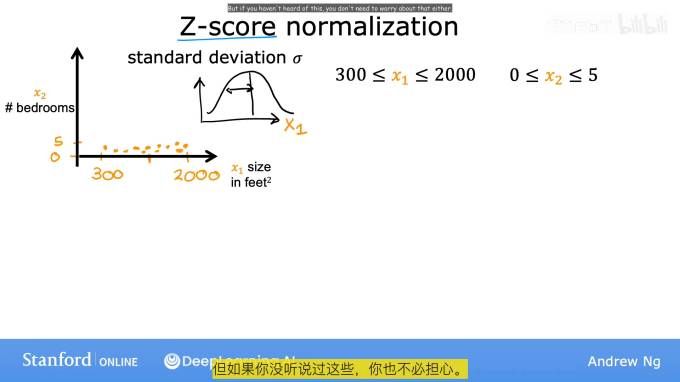 But if you haven't heard of this, you don't need to worry about that either.
Z-score normalization
bilibili
standard deviation σ
300 ≤ x₁ ≤ 2000
0 ≤ x₂ ≤ 5
x₂
# bedrooms
x₁
5
0
300
2000
x₁ size
in feet²
Stanford | ONLINE
DeepLearning.AI
Andrew Ng
但如果你没听说过这些，你也不必担心。